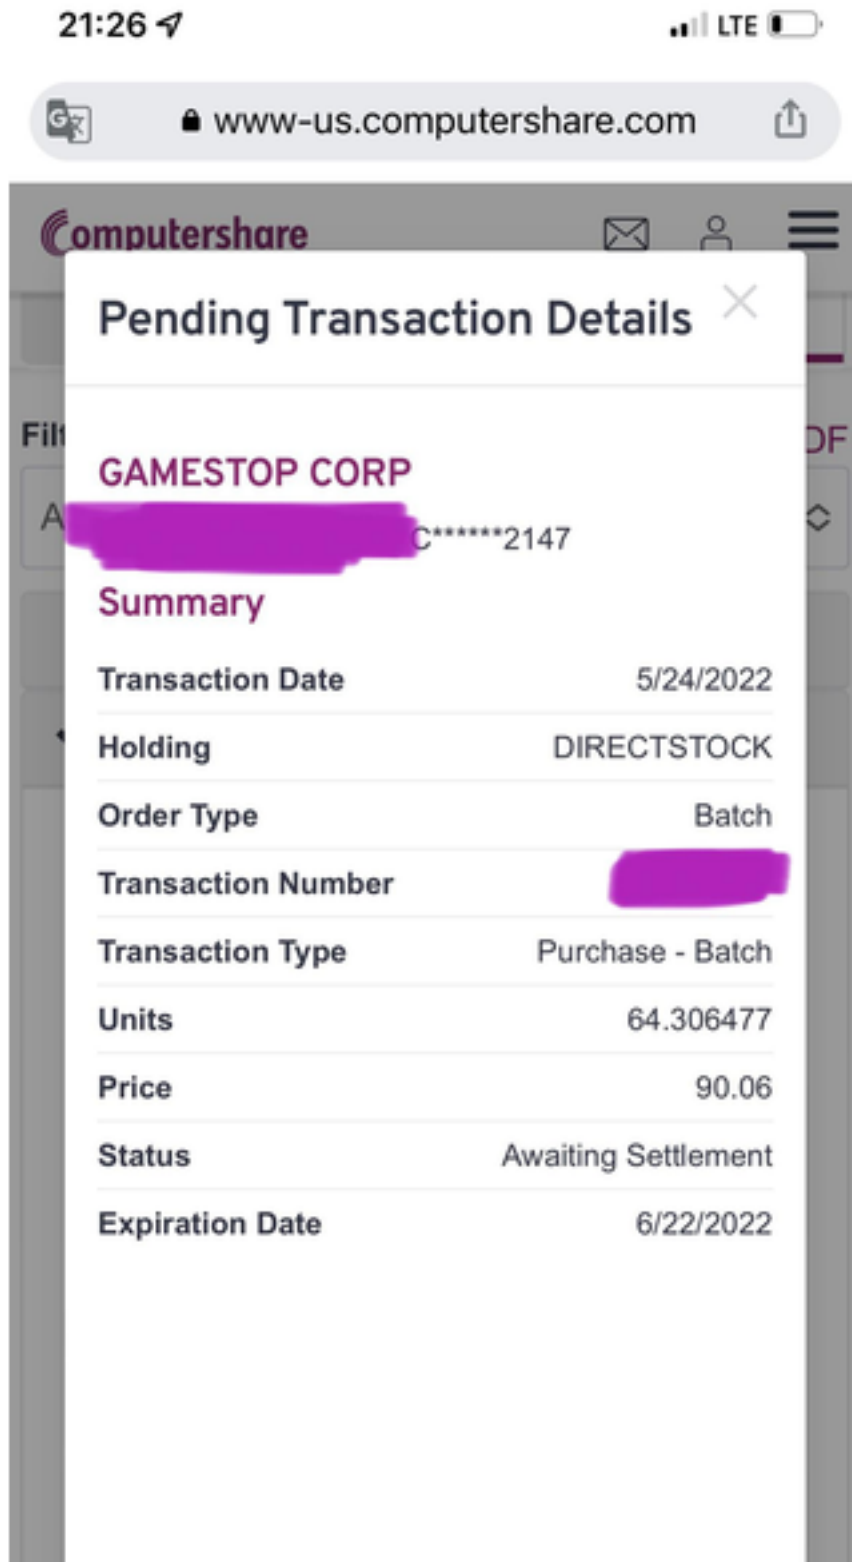 21:26 LTE
www-us.computershare.com
Computershare
Pending Transaction Details
GAMESTOP CORP
C******2147
Summary
Transaction Date 5/24/2022
Holding DIRECTSTOCK
Order Type Batch
Transaction Number
Transaction Type Purchase - Batch
Units 64.306477
Price 90.06
Status Awaiting Settlement
Expiration Date 6/22/2022